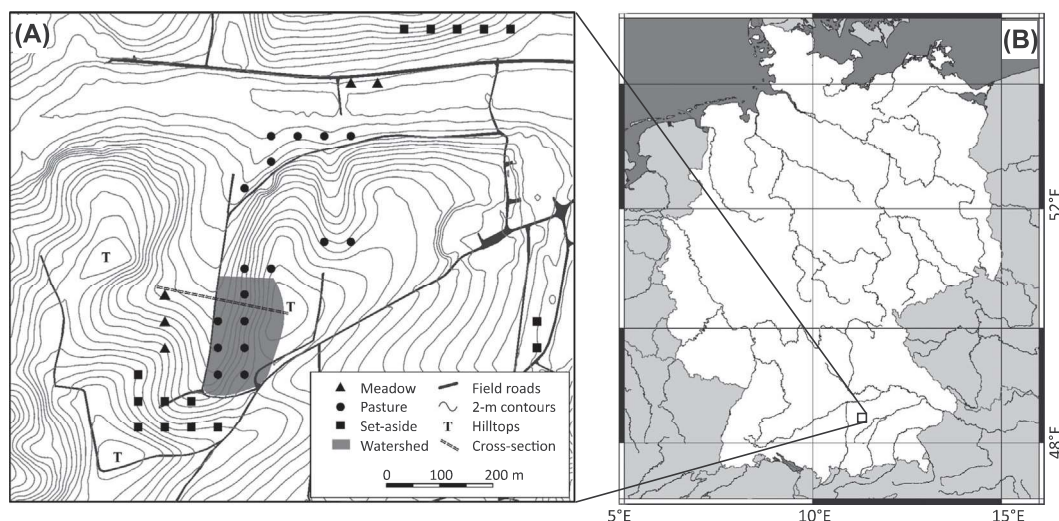 (A)
T
T
T
Meadow
Pasture
Set-aside
Watershed
Field roads
2-m contours
T Hilltops
Cross-section
0 100 200 m
(B)
52°F
48°F
5°E 10°E 15°E